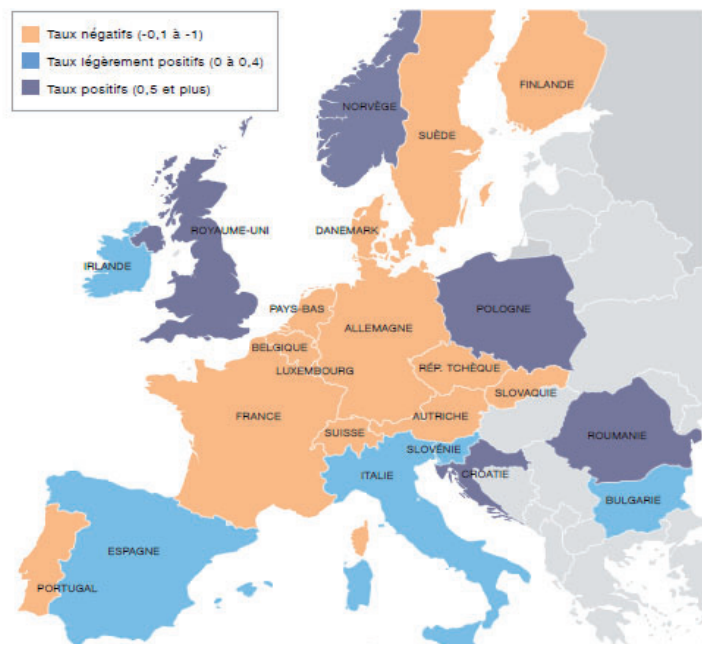 Taux négatifs (-0,1 à -1)
Taux légèrement positifs (0 à 0,4)
Taux positifs (0,5 et plus)
FINLANDE
NORVÈGE
SUÈDE
ROYAUME-UNI
DANEMARK
IRLANDE
PAYS-BAS
POLOGNE
ALLEMAGNE
BELGIQUE
LUXEMBOURG
RÉP. TCHÈQUE
SLOVAQUIE
FRANCE
AUTRICHE
SUISSE
ROUMANIE
SLOVÉNIE
ITALIE
CROATIE
BULGARIE
ESPAGNE
PORTUGAL